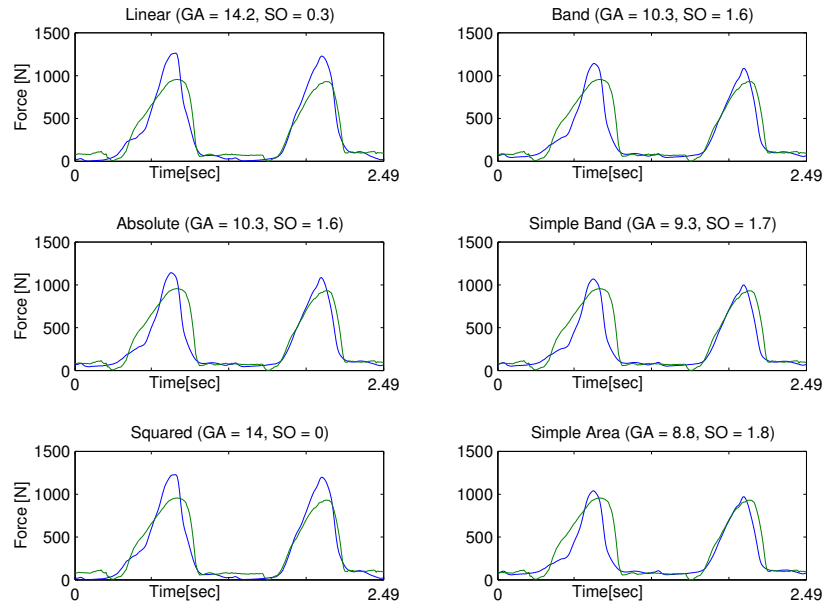 Linear (GA = 14.2, SO = 0.3)
1500
1000
500
0
Force [N]
0
Time[sec]
2.49
Band (GA = 10.3, SO = 1.6)
1500
1000
500
0
0
Time[sec]
2.49
Absolute (GA = 10.3, SO = 1.6)
1500
1000
500
0
Force [N]
0
Time[sec]
2.49
Simple Band (GA = 9.3, SO = 1.7)
1500
1000
500
0
0
Time[sec]
2.49
Squared (GA = 14, SO = 0)
1500
1000
500
0
Force [N]
0
Time[sec]
2.49
Simple Area (GA = 8.8, SO = 1.8)
1500
1000
500
0
0
Time[sec]
2.49